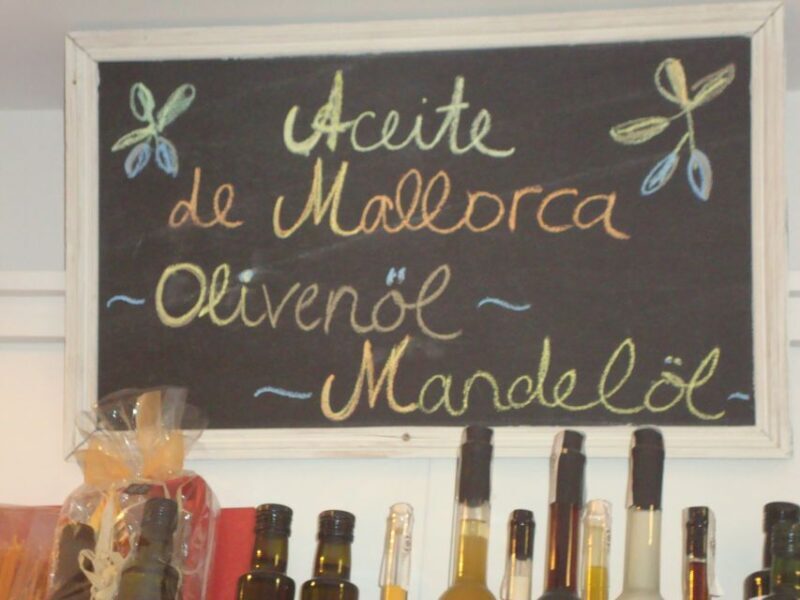 Aceite
de Mallorca
~ Olivenöl ~
~ Mandelöl ~